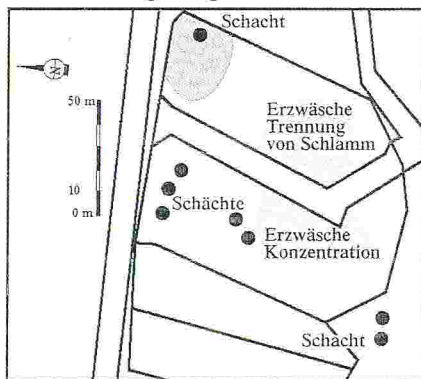 Schacht
N
50 m
Erzwäsche
Trennung
von Schlamm
10
0 m
Schächte
Erzwäsche
Konzentration
Schacht